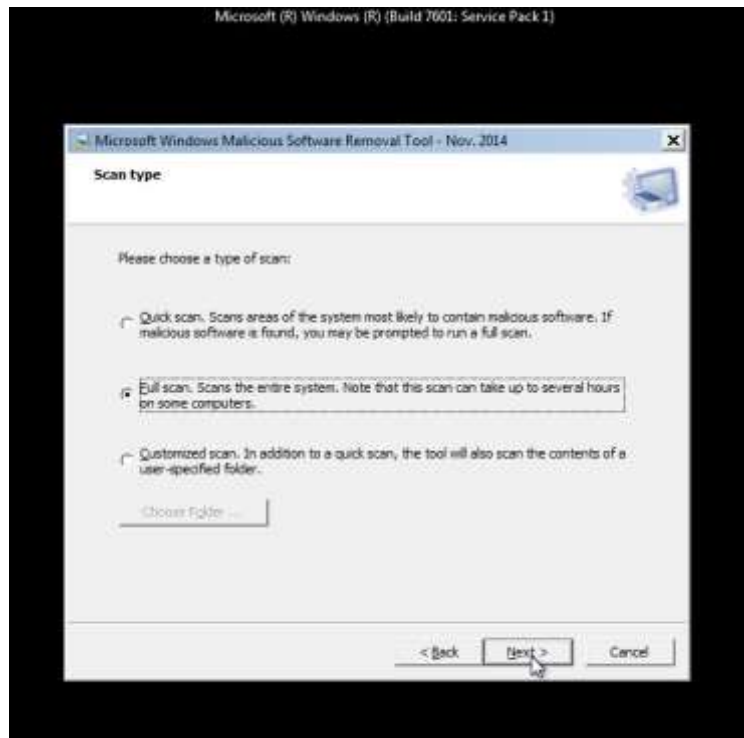 Microsoft (R) Windows (R) (Build 7601: Service Pack 1)
Microsoft Windows Malicious Software Removal Tool - Nov. 2014
Scan type
Please choose a type of scan:
Quick scan. Scans areas of the system most likely to contain malicious software. If
malicious software is found, you may be prompted to run a full scan.
Full scan. Scans the entire system. Note that this scan can take up to several hours
on some computers.
Customized scan. In addition to a quick scan, the tool will also scan the contents of a
user-specified folder.
Choose Folder ...
< Back
Next >
Cancel